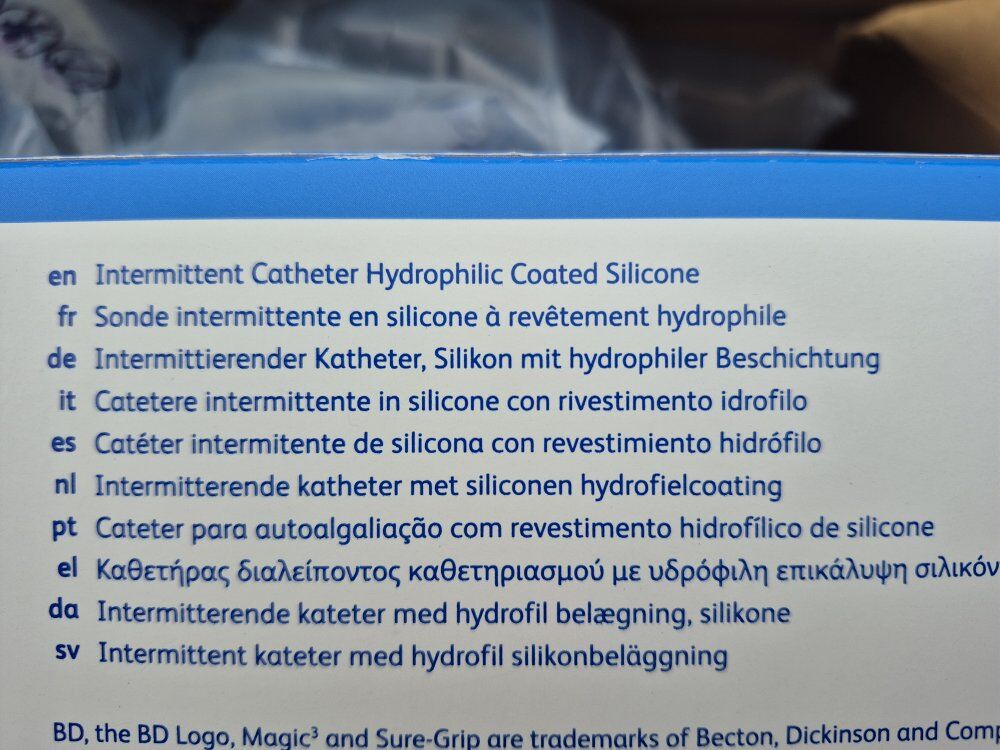 en Intermittent Catheter Hydrophilic Coated Silicone
fr Sonde intermittente en silicone à revêtement hydrophile
de Intermittierender Katheter, Silikon mit hydrophiler Beschichtung
it Catetere intermittente in silicone con rivestimento idrofilo
es Catéter intermitente de silicona con revestimiento hidrófilo
nl Intermitterende katheter met siliconen hydrofielcoating
pt Cateter para autoalgaliação com revestimento hidrofílico de silicone
el Καθετήρας διαλείποντος καθετηριασμού με υδρόφιλη επικάλυψη
da Intermitterende kateter med hydrofil belægning, silikone
sv Intermittent kateter med hydrofil silikonbeläggning
BD, the BD Logo, Magic³ and Sure-Grip are trademarks of Becton, Dickinson and